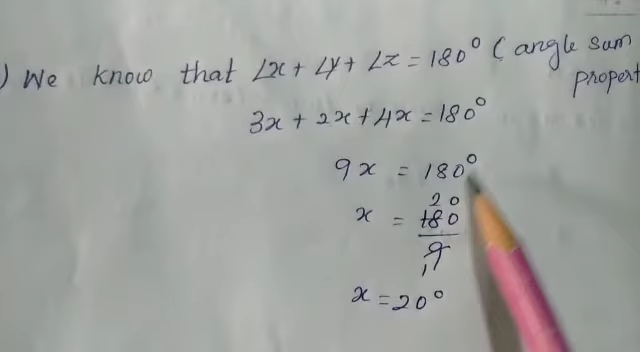 ) We know that ∠x + ∠y + ∠z = 180° (angle sum
propert
3x + 2x + 4x = 180°
9x = 180°
20
x = 180
9
1
x = 20°